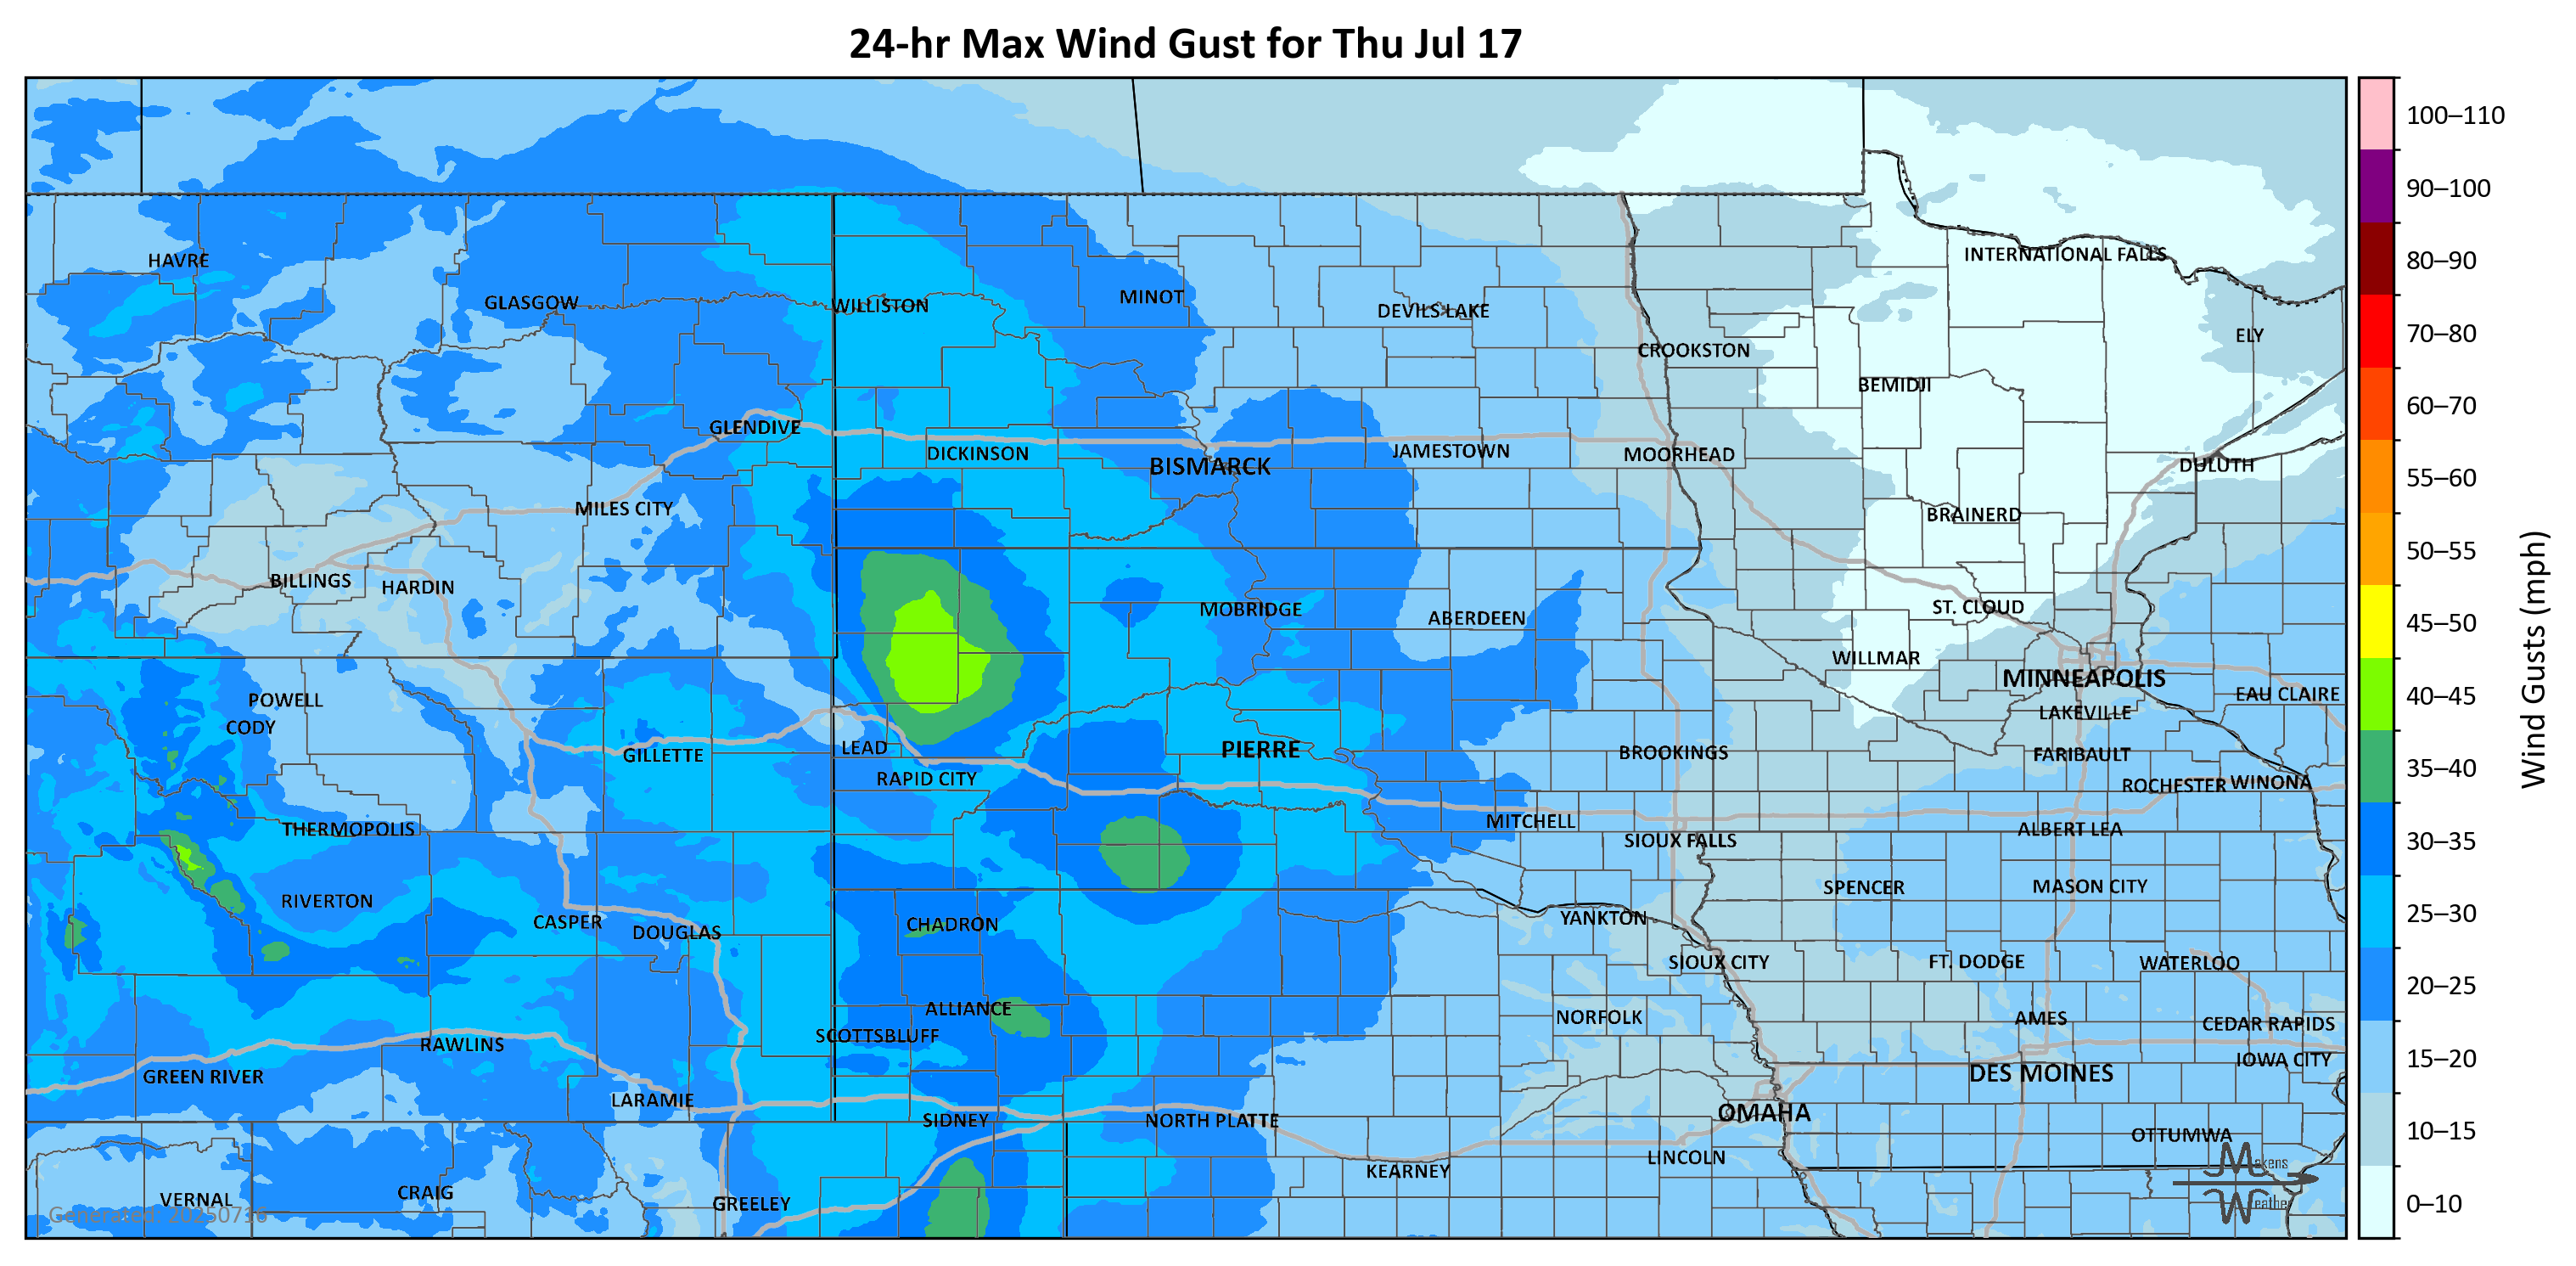 24-hr Max Wind Gust for Thu Jul 17
100–110
90–100
80–90
70–80
60–70
55–60
50–55
45–50
40–45
35–40
30–35
25–30
20–25
15–20
10–15
0–10
Wind Gusts (mph)
HAVRE
GLASGOW
WILLISTON
MINOT
DEVILS LAKE
INTERNATIONAL FALLS
ELY
CROOKSTON
BEMIDJI
GLENDIVE
DICKINSON
BISMARCK
JAMESTOWN
MOORHEAD
DULUTH
MILES CITY
BRAINERD
BILLINGS
HARDIN
MOBRIDGE
ABERDEEN
ST. CLOUD
WILLMAR
MINNEAPOLIS
EAU CLAIRE
POWELL
CODY
LAKEVILLE
GILLETTE
LEAD
PIERRE
BROOKINGS
FARIBAULT
RAPID CITY
ROCHESTER
WINONA
THERMOPOLIS
MITCHELL
SIOUX FALLS
ALBERT LEA
RIVERTON
SPENCER
MASON CITY
CASPER
DOUGLAS
CHADRON
YANKTON
SIOUX CITY
FT. DODGE
WATERLOO
ALLIANCE
NORFOLK
AMES
CEDAR RAPIDS
SCOTTSBLUFF
RAWLINS
IOWA CITY
GREEN RIVER
DES MOINES
LARAMIE
SIDNEY
NORTH PLATTE
OMAHA
OTTUMWA
KEARNEY
LINCOLN
VERNAL
CRAIG
GREELEY
Generated: 20250716
Makens
Weather